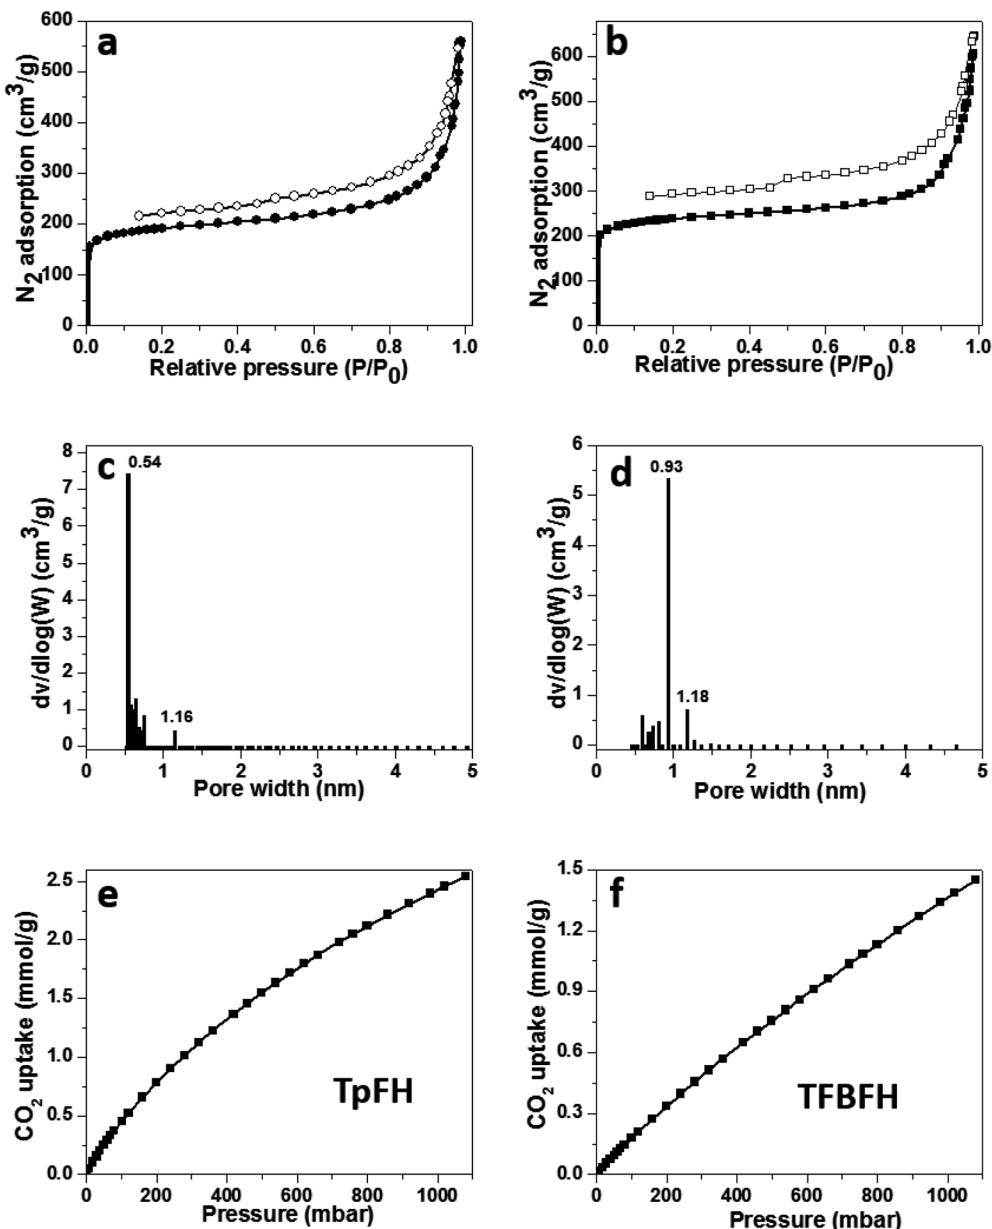 a
N2 adsorption (cm3/g)
600
500
400
300
200
100
0
0.0 0.2 0.4 0.6 0.8 1.0
Relative pressure (P/P0)
b
N2 adsorption (cm3/g)
600
500
400
300
200
100
0
0.0 0.2 0.4 0.6 0.8 1.0
Relative pressure (P/P0)
c
dv/dlog(W) (cm3/g)
8
7
6
5
4
3
2
1
0
0.54
1.16
0 1 2 3 4 5
Pore width (nm)
d
dv/dlog(W) (cm3/g)
6
5
4
3
2
1
0
0.93
1.18
0 1 2 3 4 5
Pore width (nm)
e
CO2 uptake (mmol/g)
2.5
2.0
1.5
1.0
0.5
0.0
TpFH
0 200 400 600 800 1000
Pressure (mbar)
f
CO2 uptake (mmol/g)
1.5
1.2
0.9
0.6
0.3
0.0
TFBFH
0 200 400 600 800 1000
Pressure (mbar)